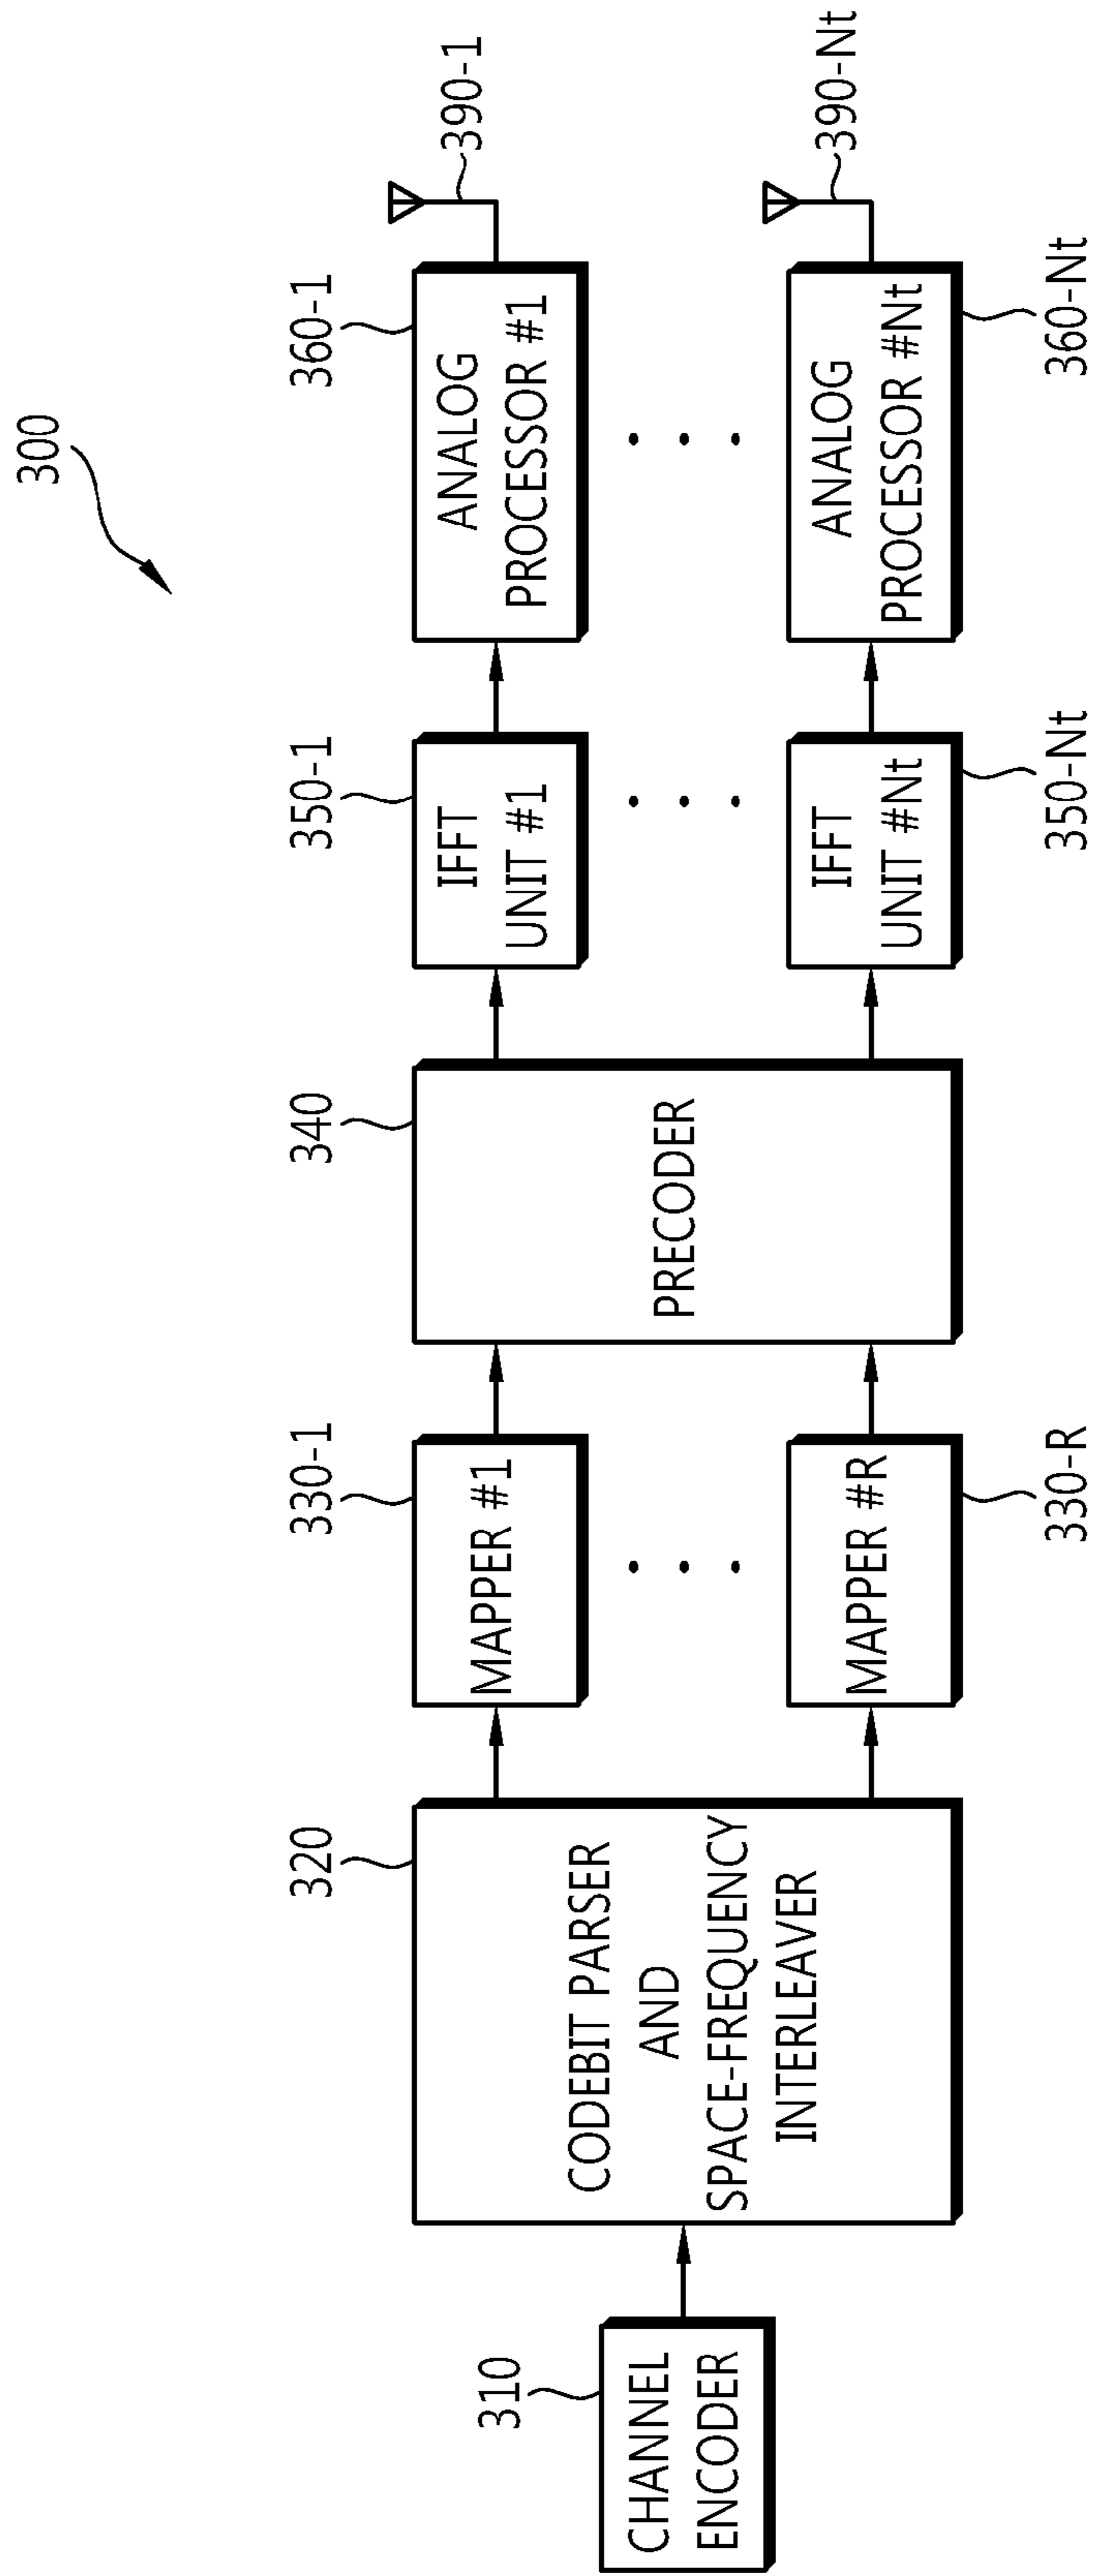 300
310
CHANNEL
ENCODER
320
CODEBIT PARSER
AND
SPACE-FREQUENCY
INTERLEAVER
330-1
MAPPER #1
MAPPER #R
330-R
340
PRECODER
350-1
IFFT
UNIT #1
IFFT
UNIT #Nt
350-Nt
360-1
ANALOG
PROCESSOR #1
ANALOG
PROCESSOR #Nt
360-Nt
390-1
390-Nt